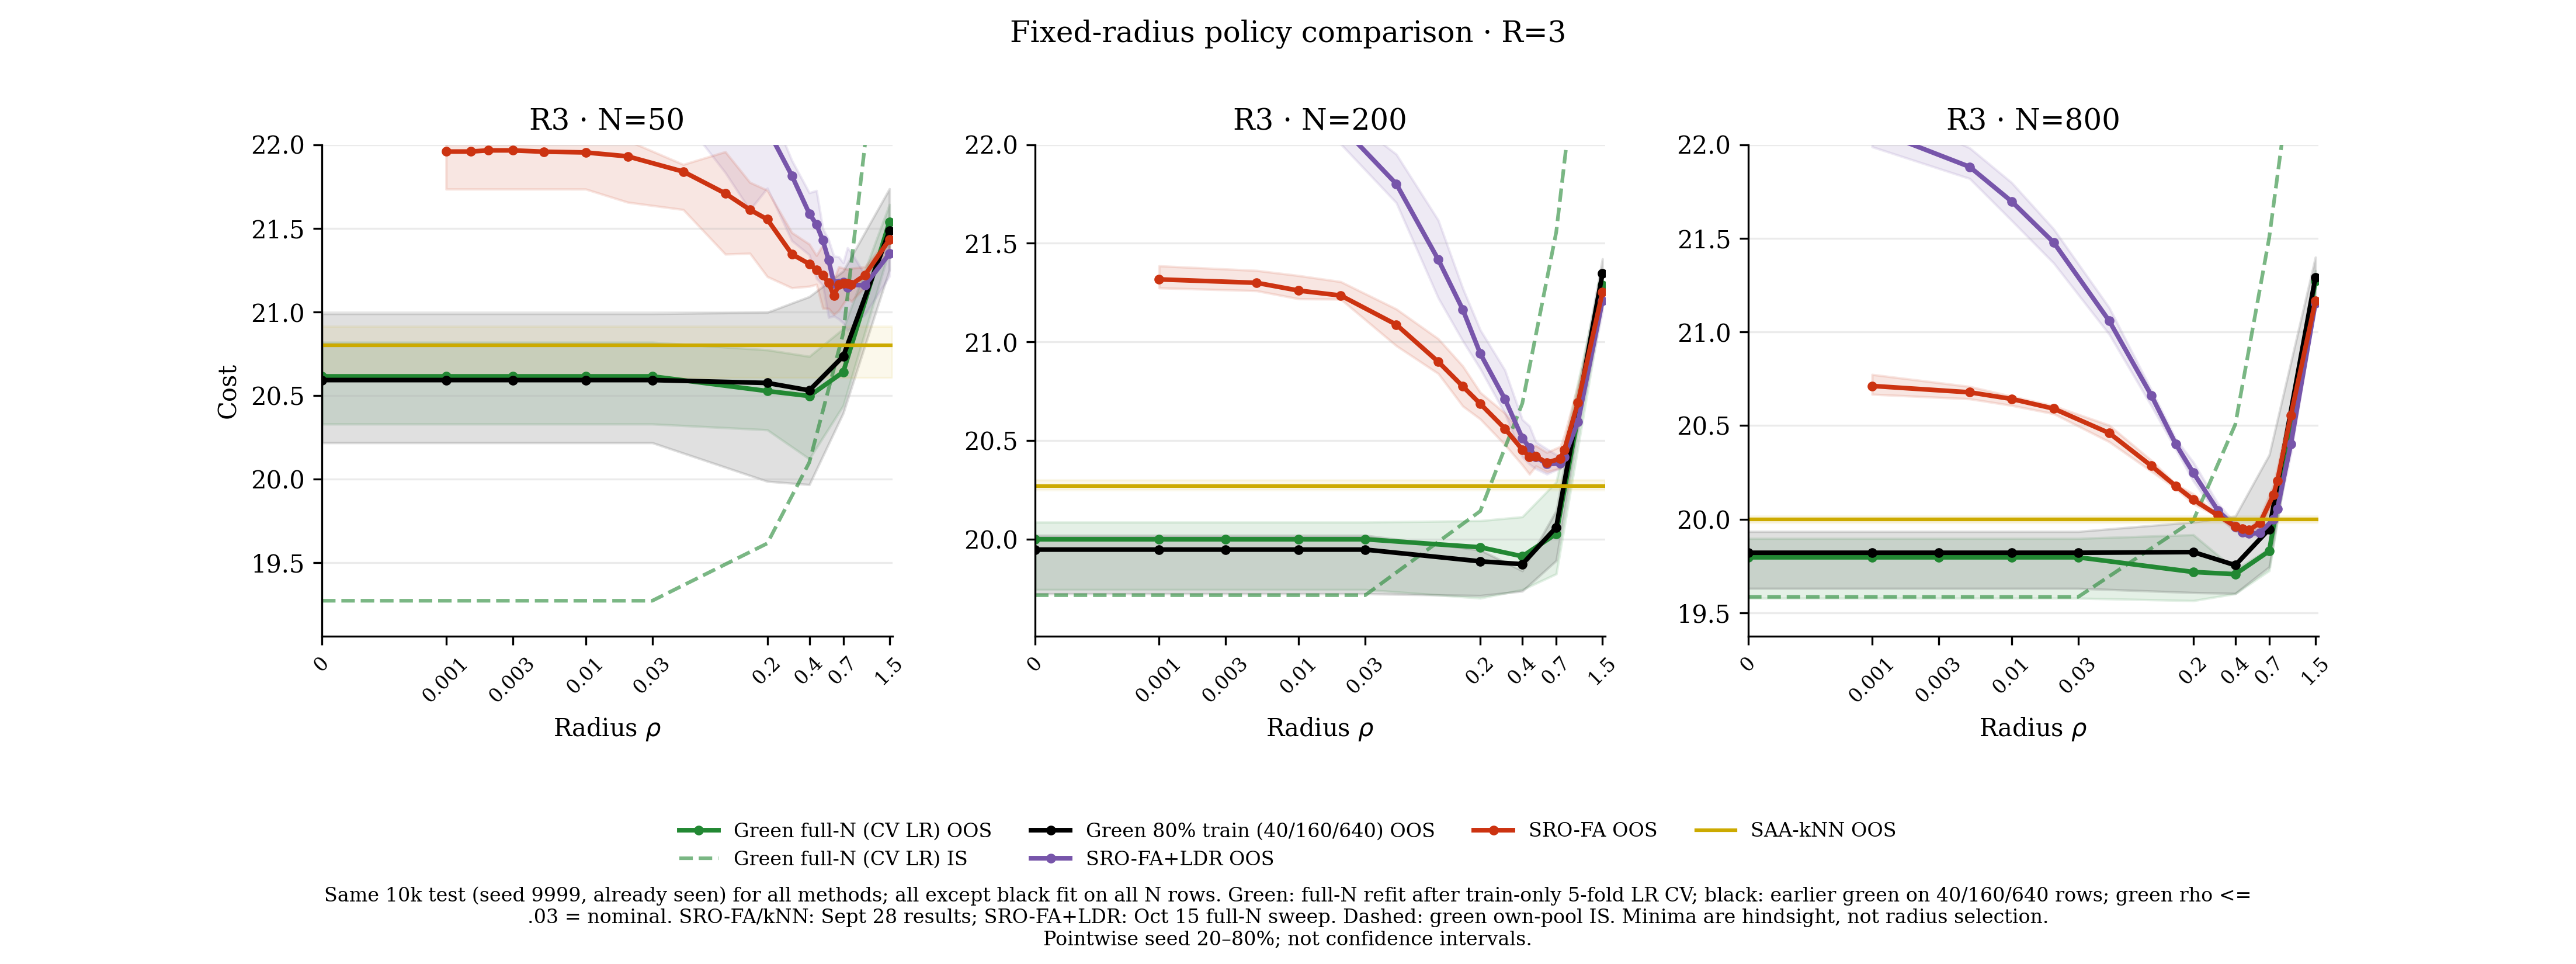 Fixed-radius policy comparison · R=3
R3 · N=50
R3 · N=200
R3 · N=800
Cost
22.0
21.5
21.0
20.5
20.0
19.5
0
0.001
0.003
0.01
0.03
0.2
0.4
0.7
1.5
Radius ρ
22.0
21.5
21.0
20.5
20.0
0
0.001
0.003
0.01
0.03
0.2
0.4
0.7
1.5
Radius ρ
22.0
21.5
21.0
20.5
20.0
19.5
0
0.001
0.003
0.01
0.03
0.2
0.4
0.7
1.5
Radius ρ
Green full-N (CV LR) OOS
Green 80% train (40/160/640) OOS
SRO-FA OOS
SAA-kNN OOS
Green full-N (CV LR) IS
SRO-FA+LDR OOS
Same 10k test (seed 9999, already seen) for all methods; all except black fit on all N rows. Green: full-N refit after train-only 5-fold LR CV; black: earlier green on 40/160/640 rows; green rho <=
.03 = nominal. SRO-FA/kNN: Sept 28 results; SRO-FA+LDR: Oct 15 full-N sweep. Dashed: green own-pool IS. Minima are hindsight, not radius selection.
Pointwise seed 20–80%; not confidence intervals.